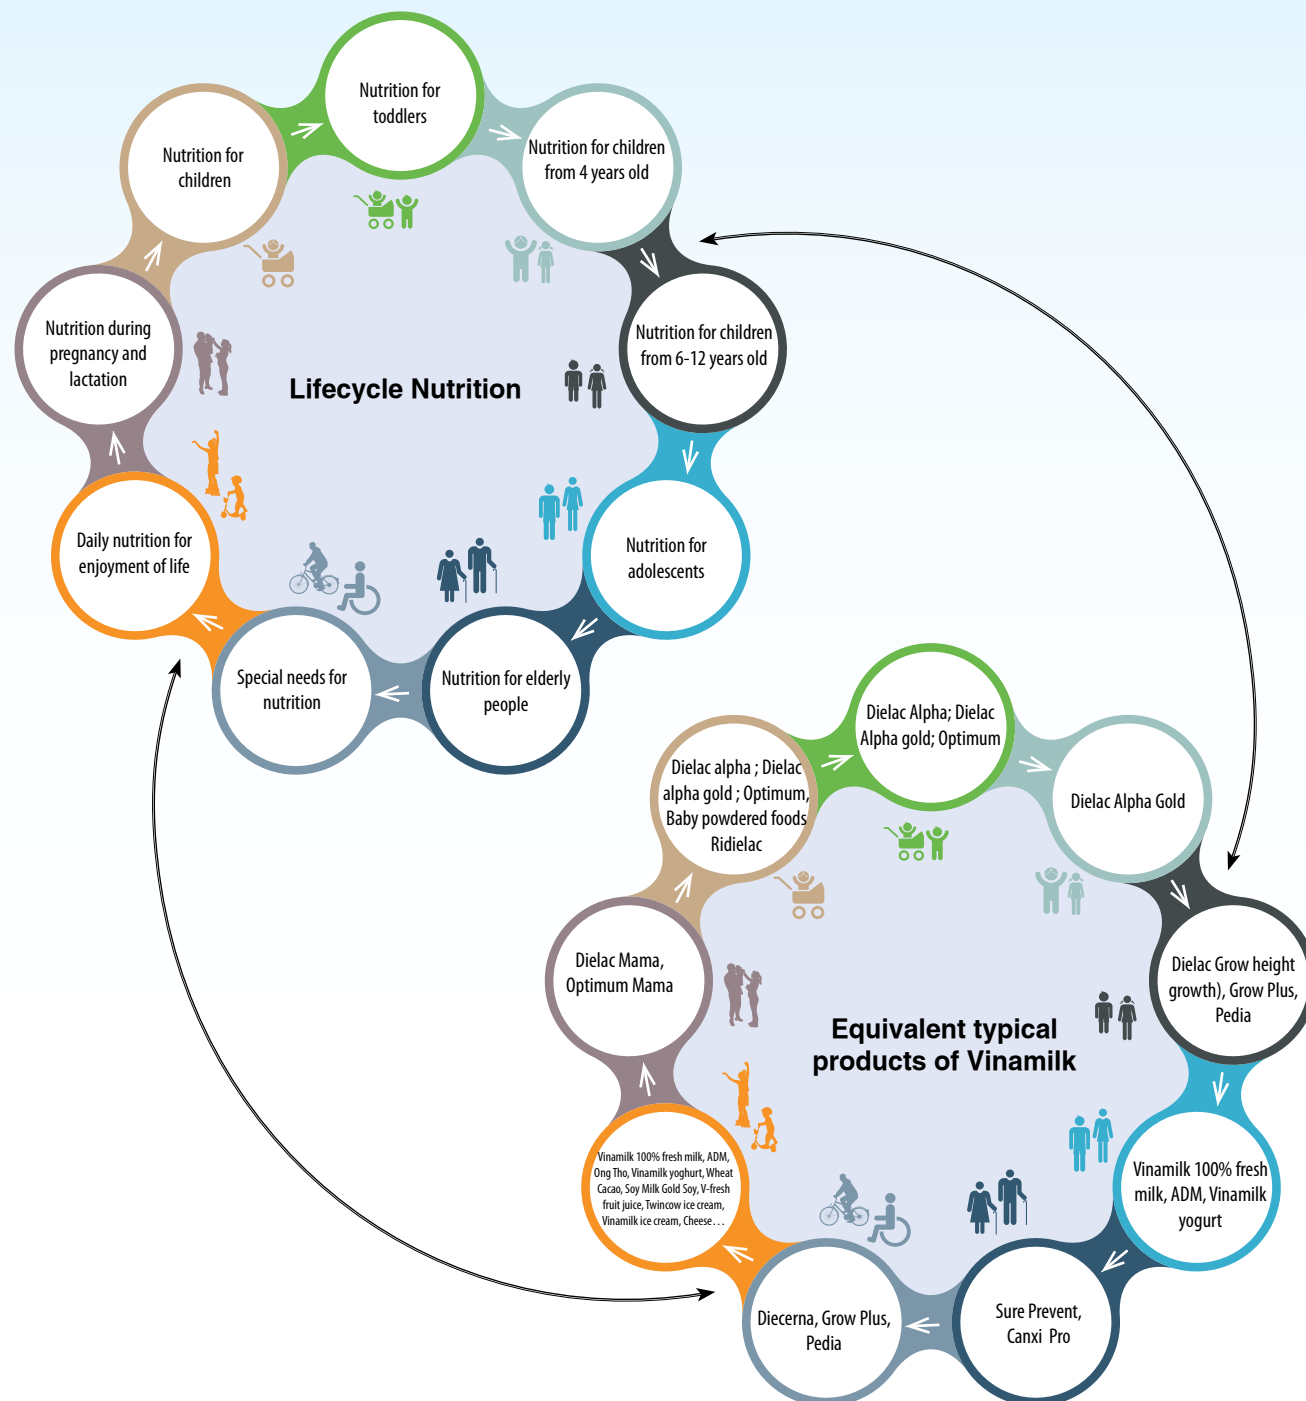 Nutrition for
toddlers
Nutrition for children
from 4 years old
Nutrition for children
from 6-12 years old
Nutrition for
adolescents
Nutrition for elderly
people
Special needs for
nutrition
Daily nutrition for
enjoyment of life
Nutrition during
pregnancy and
lactation
Nutrition for
children
Lifecycle Nutrition
Dielac Alpha; Dielac
Alpha gold; Optimum
Dielac Alpha Gold
Dielac Grow height
growth), Grow Plus,
Pedia
Vinamilk 100% fresh
milk, ADM, Vinamilk
yogurt
Sure Prevent,
Canxi Pro
Diecerna, Grow Plus,
Pedia
Vinamilk 100% fresh milk, ADM,
Ong Tho, Vinamilk yoghurt, Wheat
Cacao, Soy Milk Gold Soy, V-fresh
fruit juice, Twincow ice cream,
Vinamilk ice cream, Cheese...
Dielac Mama,
Optimum Mama
Dielac alpha ; Dielac
alpha gold ; Optimum,
Baby powdered foods
Ridielac
Equivalent typical
products of Vinamilk